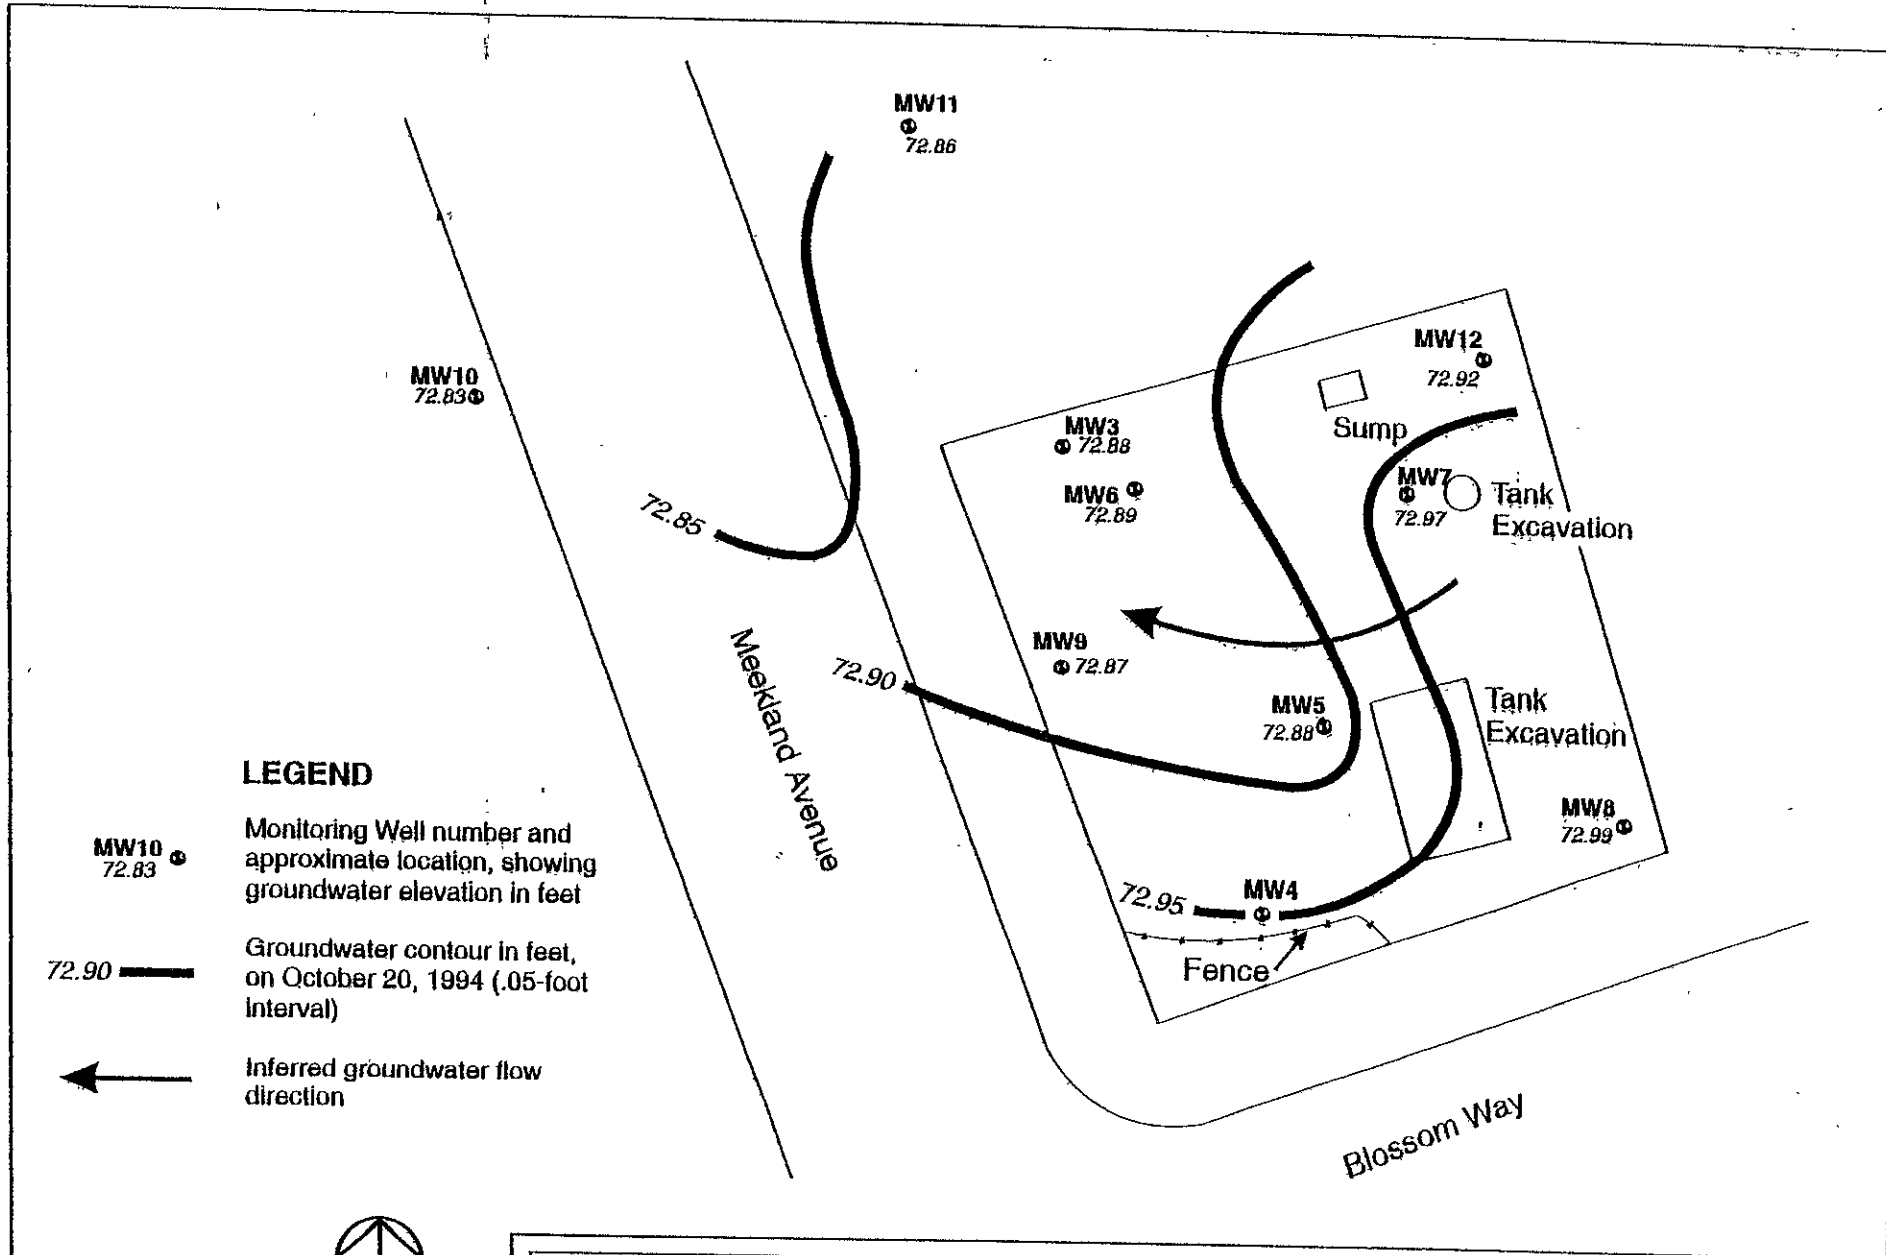 MW11
72.86
MW12
72.92
MW10
72.83
MW3
72.88
Sump
MW6
72.89
MW7
72.97
Tank
Excavation
72.85
MW9
72.87
72.90
Meekland Avenue
MW5
72.88
Tank
Excavation
MW8
72.99
MW4
72.95
Fence
Blossom Way
LEGEND
MW10
72.83
Monitoring Well number and
approximate location, showing
groundwater elevation in feet
72.90
Groundwater contour in feet,
on October 20, 1994 (.05-foot
interval)
Inferred groundwater flow
direction